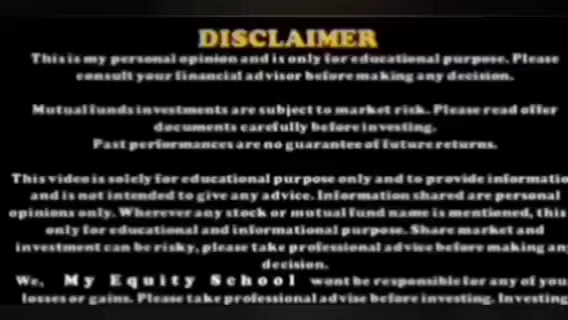 DISCLAIMER
This is my personal opinion and is only for educational purpose. Please
consult your financial advisor before making any decision.
Mutual funds investments are subject to market risk. Please read offer
documents carefully before investing.
Past performances are no guarantee of future returns.
This video is solely for educational purpose only and to provide informatio
and is not intended to give any advice. Information shared are personal
opinions only. Wherever any stock or mutual fund name is mentioned, this
only for educational and informational purpose. Share market and
investment can be risky, please take professional advice before making any
decision.
We, My Equity School wont be responsible for any of you
losses or gains. Please take professional advise before investing. Investing